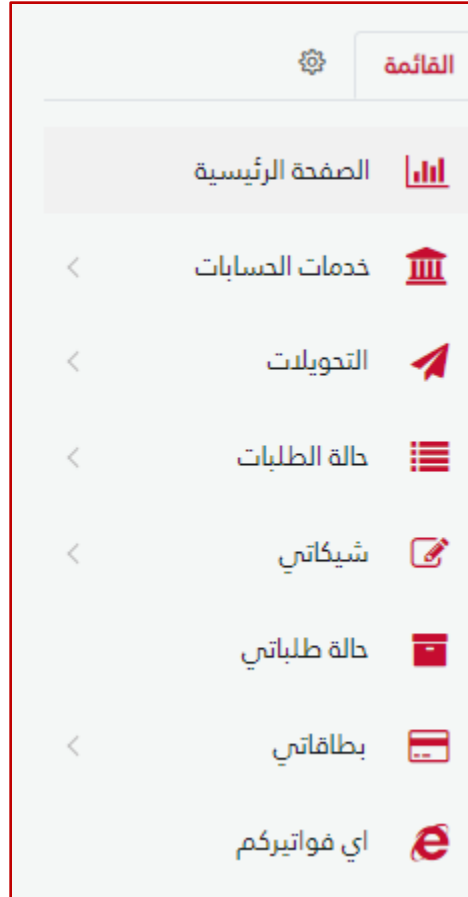 القائمة
الصفحة الرئيسية
خدمات الحسابات
التحويلات
حالة الطلبات
شيكاتي
حالة طلباتي
بطاقاتي
اي فواتيركم